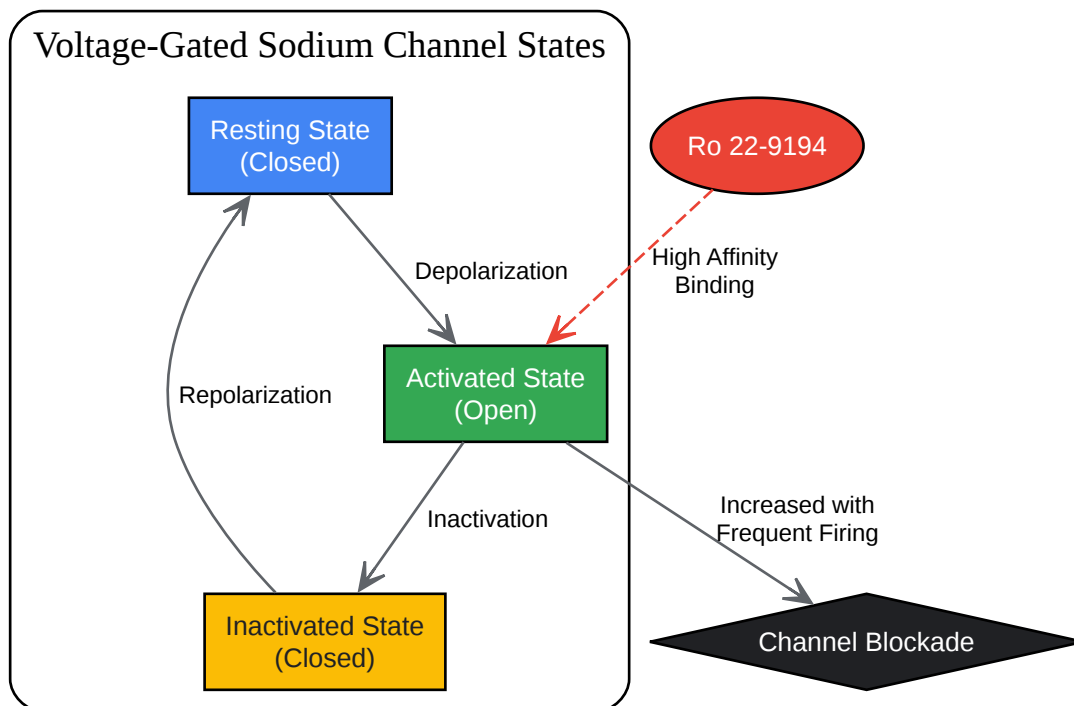 Voltage-Gated Sodium Channel States
Resting State
(Closed)
Ro 22-9194
Depolarization
High Affinity
Binding
Activated State
(Open)
Repolarization
Inactivation
Increased with
Frequent Firing
Inactivated State
(Closed)
Channel Blockade